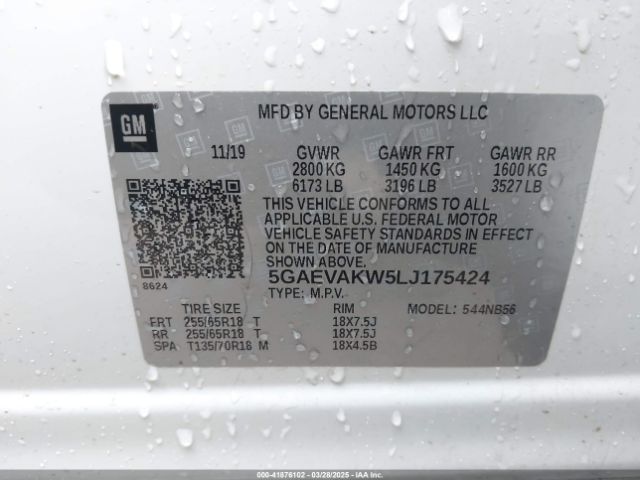 GM
MFD BY GENERAL MOTORS LLC
11/19 GVWR GAWR FRT GAWR RR
2800 KG 1450 KG 1600 KG
6173 LB 3196 LB 3527 LB
THIS VEHICLE CONFORMS TO ALL
APPLICABLE U.S. FEDERAL MOTOR
VEHICLE SAFETY STANDARDS IN
EFFECT ON THE DATE OF
MANUFACTURE SHOWN ABOVE.
8624
5GAEVAKW5LJ175424
TYPE: M.P.V. MODEL: 544NB56
TIRE SIZE RIM
FRT 255/65R18 T 18X7.5J
RR 255/65R18 T 18X7.5J
SPA T135/70R18 M 18X4.5B
000-41876102 | 03/28/2025 - IAAHOLDINGS, LLC